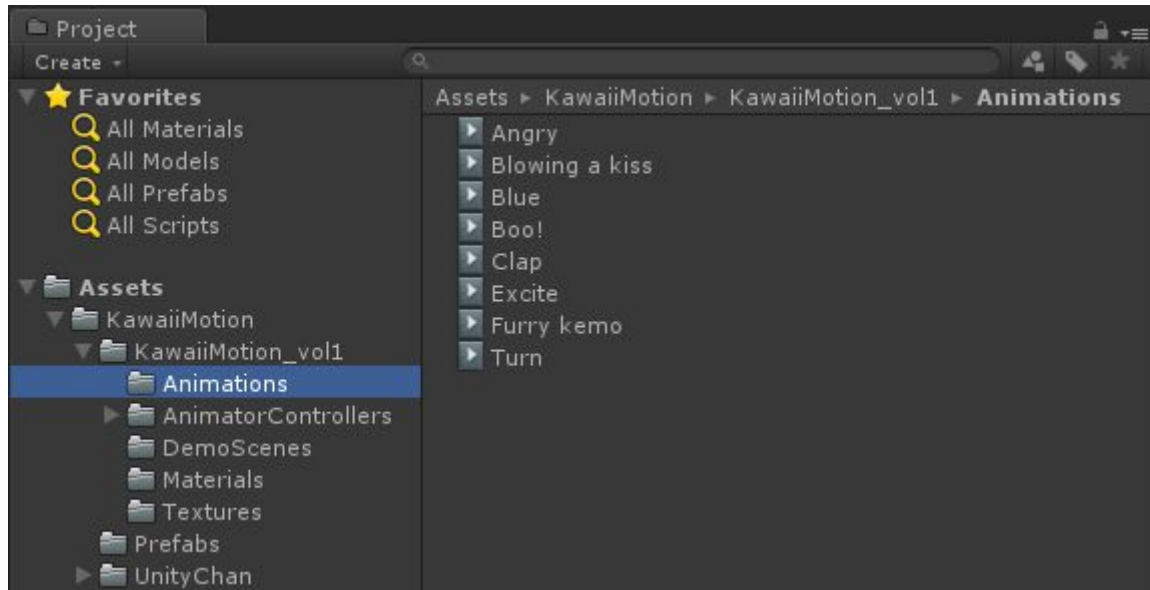 Project
Create
Favorites
All Materials
All Models
All Prefabs
All Scripts
Assets
KawaiiMotion
KawaiiMotion_vol1
Animations
AnimatorControllers
DemoScenes
Materials
Textures
Prefabs
UnityChan
Assets ▸ KawaiiMotion ▸ KawaiiMotion_vol1 ▸ Animations
Angry
Blowing a kiss
Blue
Boo!
Clap
Excite
Furry kemo
Turn